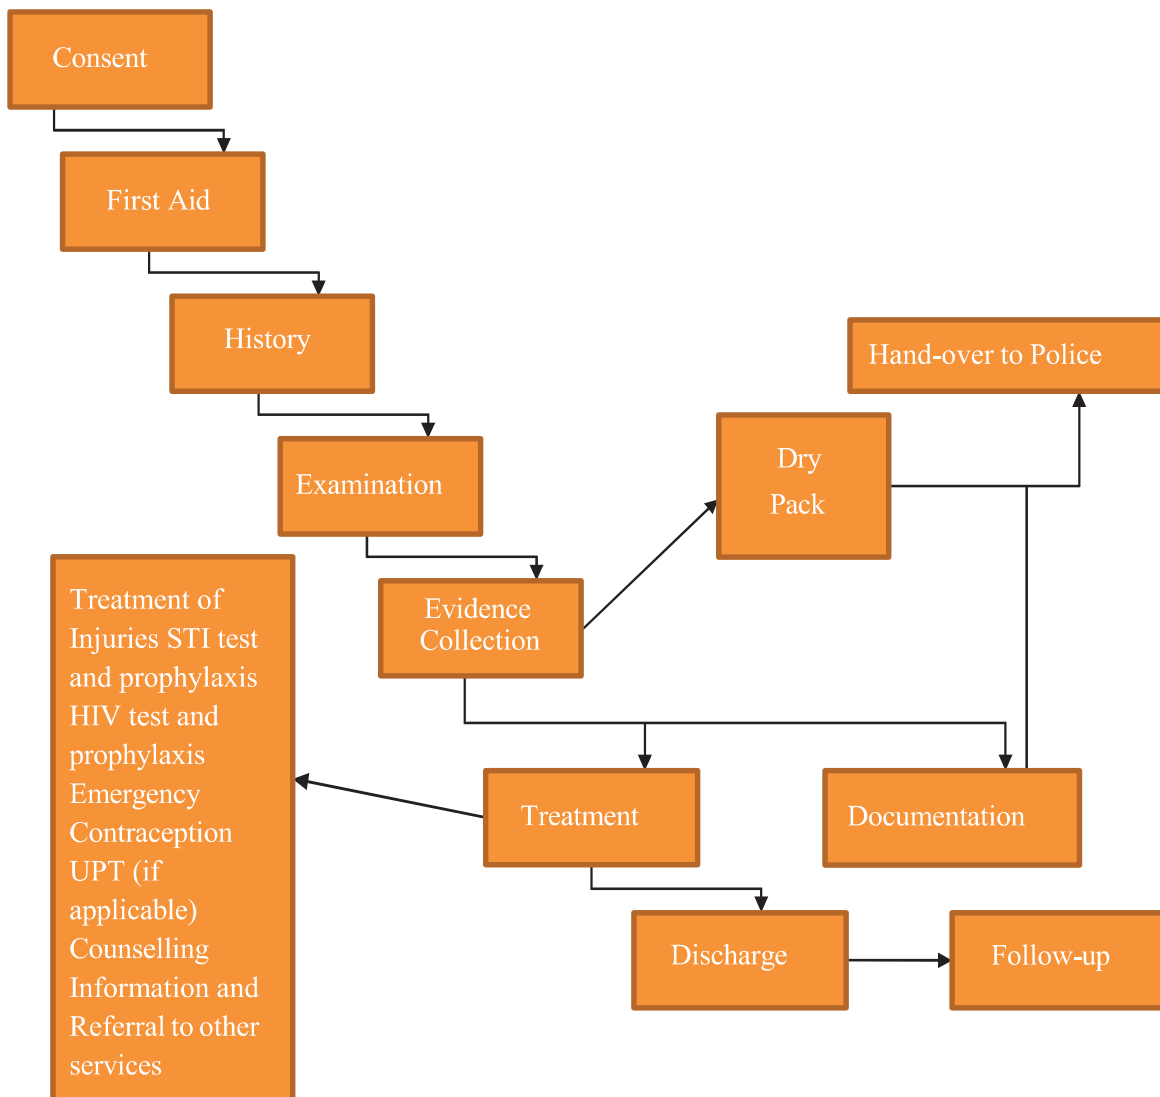 Consent
First Aid
History
Hand-over to Police
Examination
Dry
Pack
Evidence
Collection
Treatment of
Injuries STI test
and prophylaxis
HIV test and
prophylaxis
Emergency
Contraception
UPT (if
applicable)
Counselling
Information and
Referral to other
services
Treatment
Documentation
Discharge
Follow-up